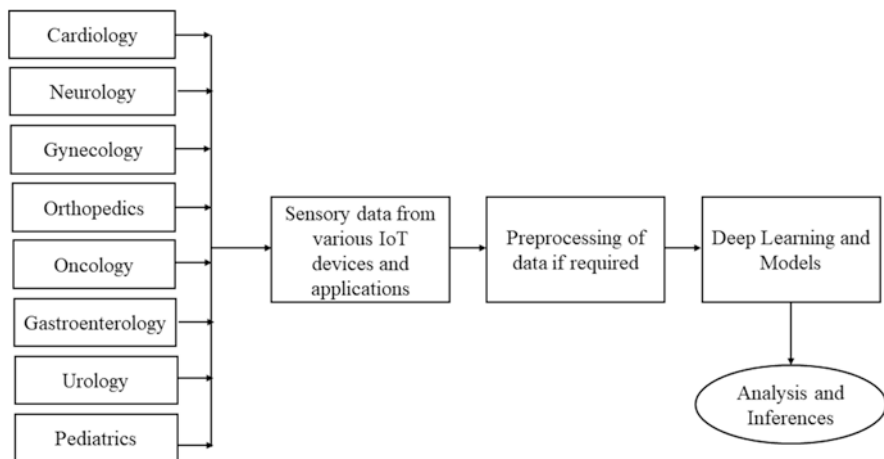 Cardiology
Neurology
Gynecology
Orthopedics
Oncology
Gastroenterology
Urology
Pediatrics
Sensory data from
various IoT
devices and
applications
Preprocessing of
data if required
Deep Learning and
Models
Analysis and
Inferences